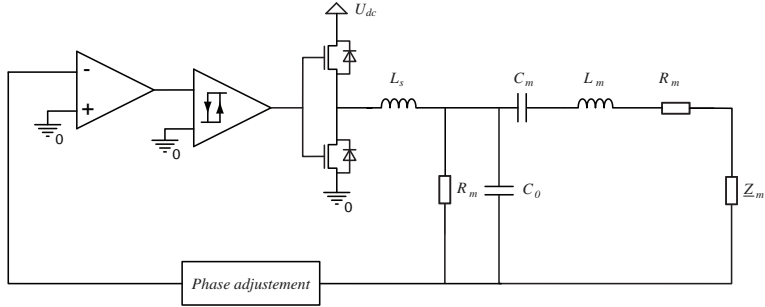 U_dc
-
+
0
0
0
L_s
C_m
L_m
R_m
R_m
C_0
Z_m
Phase adjustement